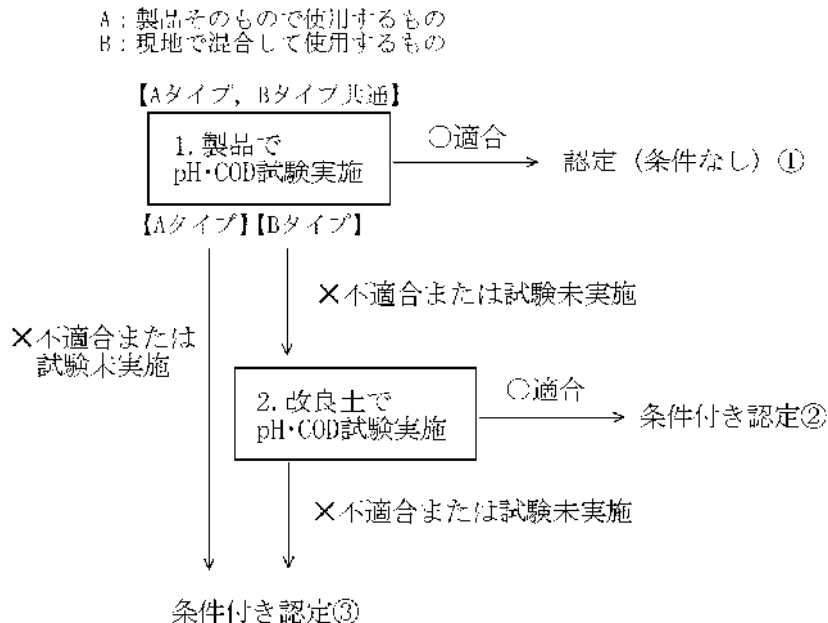 A：製品そのもので使用するもの
B：現地で混合して使用するもの
【Aタイプ，Bタイプ共通】
1.製品で
pH・COD試験実施
○適合
認定（条件なし）①
【Aタイプ】【Bタイプ】
×不適合または試験未実施
×不適合または
試験未実施
2.改良土で
pH・COD試験実施
○適合
条件付き認定②
×不適合または試験未実施
条件付き認定③